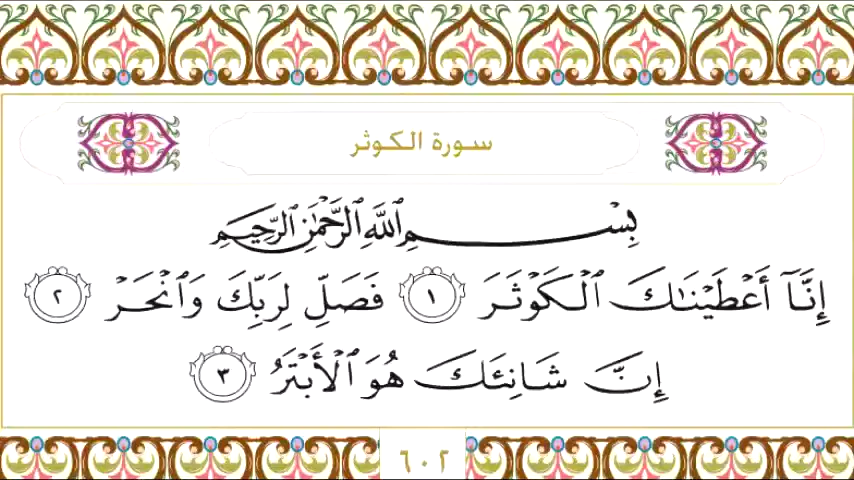 سورة الكوثر
بِسْمِ ٱللَّهِ ٱلرَّحْمَٰنِ ٱلرَّحِيمِ
إِنَّآ أَعْطَيْنَٰكَ ٱلْكَوْثَرَ ١ فَصَلِّ لِرَبِّكَ وَٱنْحَرْ ٢
إِنَّ شَانِئَكَ هُوَ ٱلْأَبْتَرُ ٣
٦٠٢